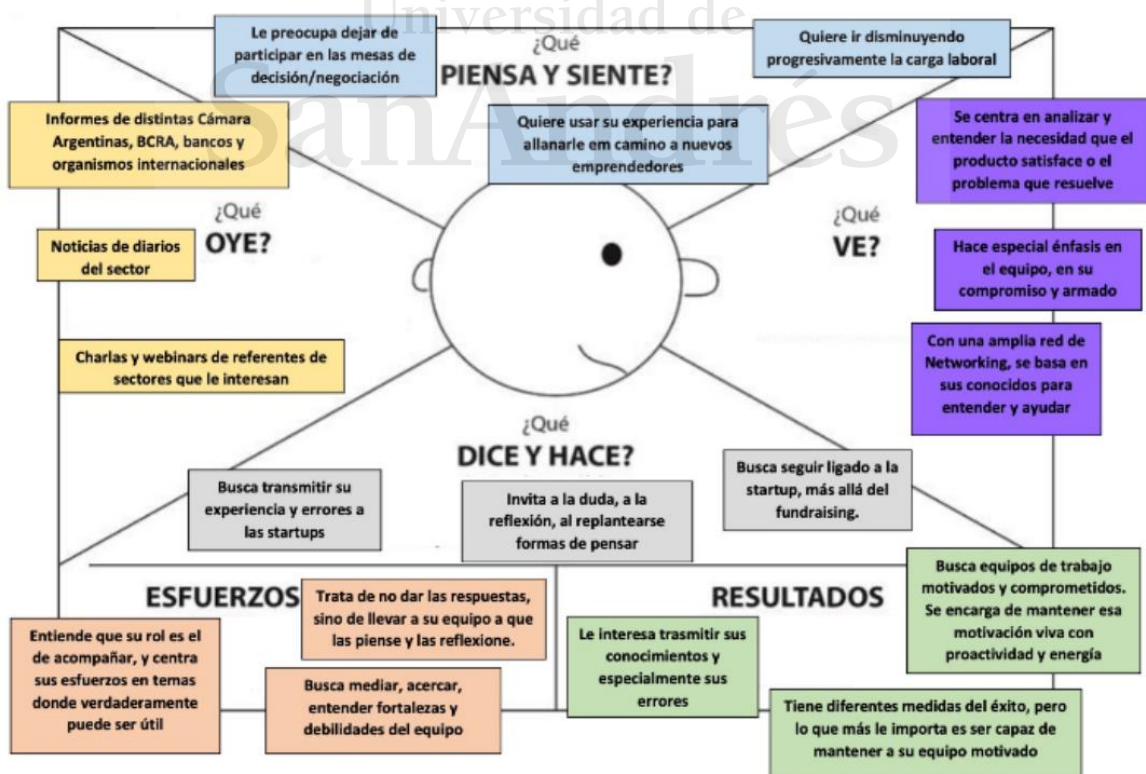 Universidad de
SanAndrés
Le preocupa dejar de
participar en las mesas de
decisión/negociación
¿Qué
PIENSA Y SIENTE?
Quiere ir disminuyendo
progresivamente la carga laboral
Quiere usar su experiencia para
allanarle em camino a nuevos
emprendedores
Informes de distintas Cámara
Argentinas, BCRA, bancos y
organismos internacionales
¿Qué
OYE?
Noticias de diarios
del sector
Charlas y webinars de referentes de
sectores que le interesan
¿Qué
VE?
Se centra en analizar y
entender la necesidad que el
producto satisface o el
problema que resuelve
Hace especial énfasis en
el equipo, en su
compromiso y armado
Con una amplia red de
Networking, se basa en
sus conocidos para
entender y ayudar
¿Qué
DICE Y HACE?
Busca transmitir su
experiencia y errores a
las startups
Invita a la duda, a la
reflexión, al replantearse
formas de pensar
Busca seguir ligado a la
startup, más allá del
fundraising.
ESFUERZOS
Trata de no dar las respuestas,
sino de llevar a su equipo a que
las piense y las reflexione.
Entiende que su rol es el
de acompañar, y centra
sus esfuerzos en temas
donde verdaderamente
puede ser útil
Busca mediar, acercar,
entender fortalezas y
debilidades del equipo
RESULTADOS
Busca equipos de trabajo
motivados y comprometidos.
Se encarga de mantener esa
motivación viva con
proactividad y energía
Le interesa trasmitir sus
conocimientos y
especialmente sus
errores
Tiene diferentes medidas del éxito, pero
lo que más le importa es ser capaz de
mantener a su equipo motivado